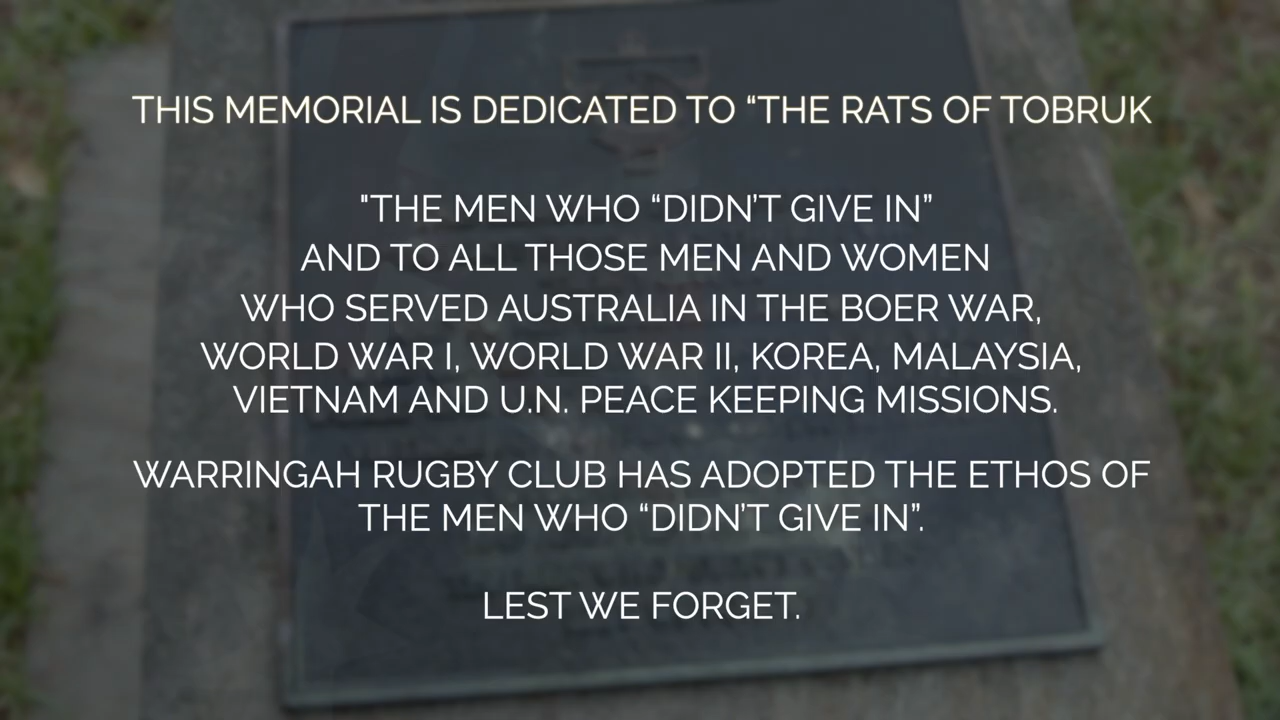 THIS MEMORIAL IS DEDICATED TO “THE RATS OF TOBRUK
"THE MEN WHO “DIDN’T GIVE IN”
AND TO ALL THOSE MEN AND WOMEN
WHO SERVED AUSTRALIA IN THE BOER WAR,
WORLD WAR I, WORLD WAR II, KOREA, MALAYSIA,
VIETNAM AND U.N. PEACE KEEPING MISSIONS.
WARRINGAH RUGBY CLUB HAS ADOPTED THE ETHOS OF
THE MEN WHO “DIDN’T GIVE IN”.
LEST WE FORGET.